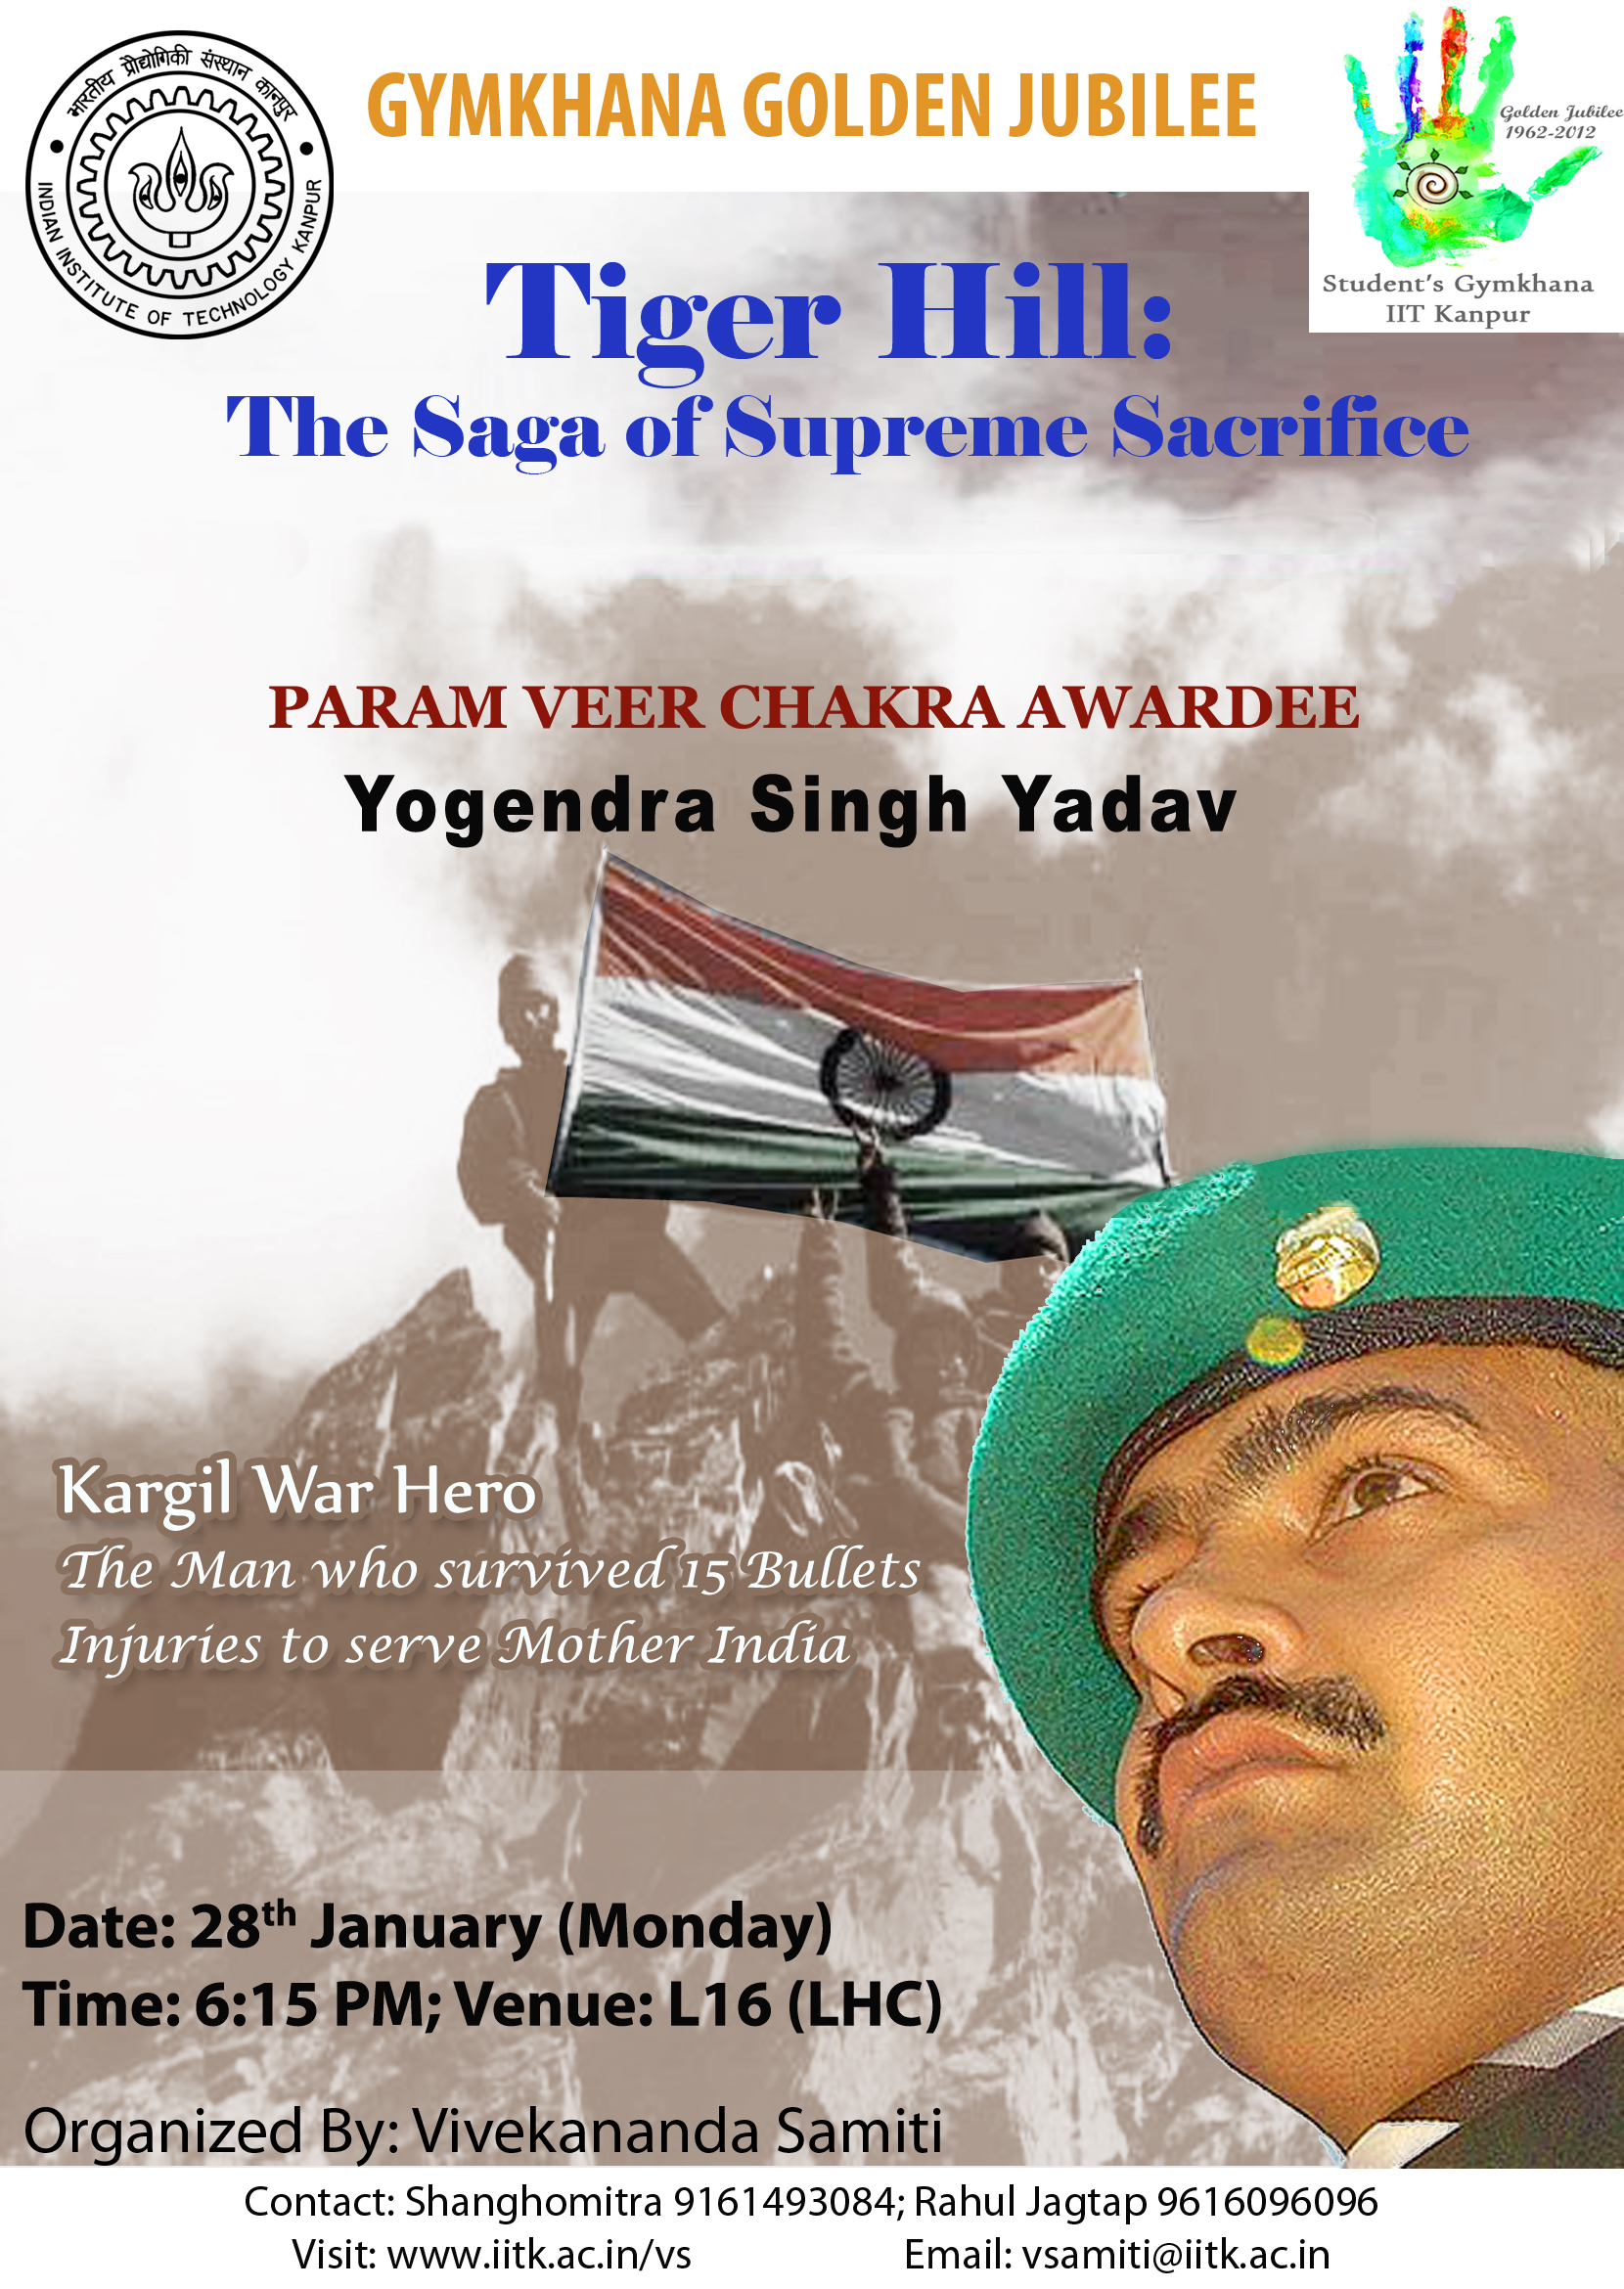 भारतीय प्रौद्योगिकी संस्थान कानपुर
INDIAN INSTITUTE OF TECHNOLOGY KANPUR
GYMKHANA GOLDEN JUBILEE
Golden Jubilee
1962-2012
Student's Gymkhana
IIT Kanpur
Tiger Hill:
The Saga of Supreme Sacrifice
PARAM VEER CHAKRA AWARDEE
Yogendra Singh Yadav
Kargil War Hero
The Man who survived 15 Bullets
Injuries to serve Mother India
Date: 28th January (Monday)
Time: 6:15 PM; Venue: L16 (LHC)
Organized By: Vivekananda Samiti
Contact: Shanghomitra 9161493084; Rahul Jagtap 9616096096
Visit: www.iitk.ac.in/vs Email: vsamiti@iitk.ac.in